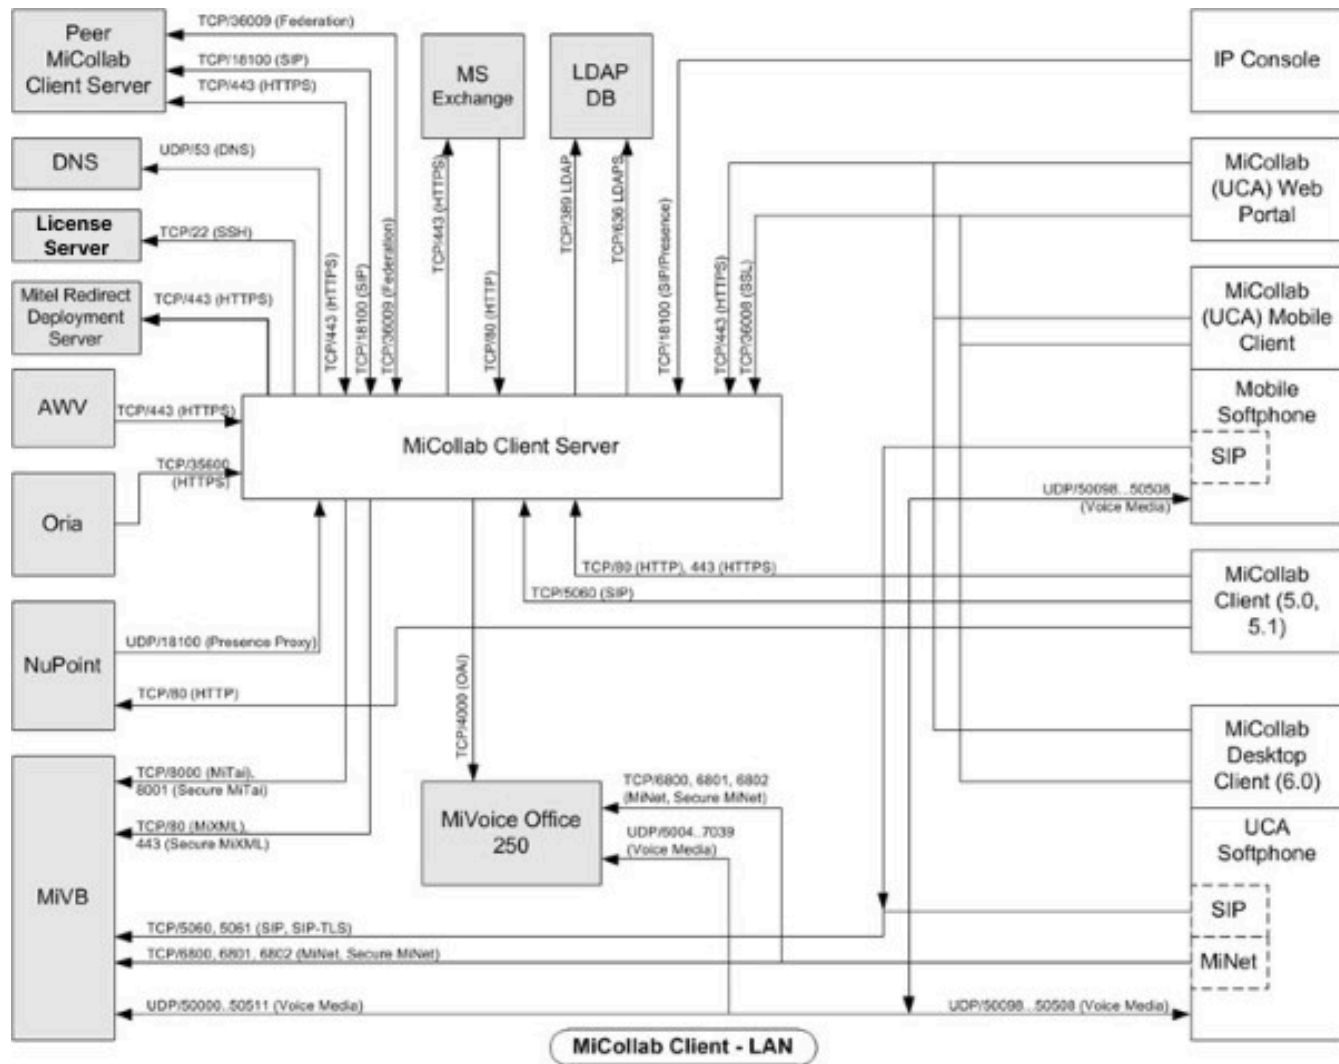 Peer
MiCollab
Client Server
TCP/36009 (Federation)
TCP/18100 (SIP)
TCP/443 (HTTPS)
MS
Exchange
LDAP
DB
IP Console
DNS
UDP/53 (DNS)
License
Server
TCP/22 (SSH)
Mitel Redirect
Deployment
Server
TCP/443 (HTTPS)
AWV
TCP/443 (HTTPS)
Oria
TCP/35600
(HTTPS)
TCP/443 (HTTPS)
TCP/18100 (SIP)
TCP/36009 (Federation)
TCP/443 (HTTPS)
TCP/80 (HTTP)
TCP/389 LDAP
TCP/636 LDAPS
TCP/18100 (SIP/Presence)
TCP/443 (HTTPS)
TCP/36008 (SSL)
MiCollab
(UCA) Web
Portal
MiCollab
(UCA) Mobile
Client
Mobile
Softphone
SIP
MiCollab Client Server
UDP/50098...50508
(Voice Media)
TCP/80 (HTTP), 443 (HTTPS)
TCP/5060 (SIP)
MiCollab
Client (5.0,
5.1)
NuPoint
UDP/18100 (Presence Proxy)
TCP/80 (HTTP)
TCP/4000 (OAI)
MiCollab
Desktop
Client (6.0)
MiVB
TCP/8000 (MiTai),
8001 (Secure MiTai)
TCP/80 (MiXML),
443 (Secure MiXML)
MiVoice Office
250
TCP/6800, 6801, 6802
(MiNet, Secure MiNet)
UDP/6004..7039
(Voice Media)
UCA
Softphone
SIP
MiNet
TCP/5060, 5061 (SIP, SIP-TLS)
TCP/6800, 6801, 6802 (MiNet, Secure MiNet)
UDP/50000..50511 (Voice Media)
UDP/50098...50508 (Voice Media)
MiCollab Client - LAN